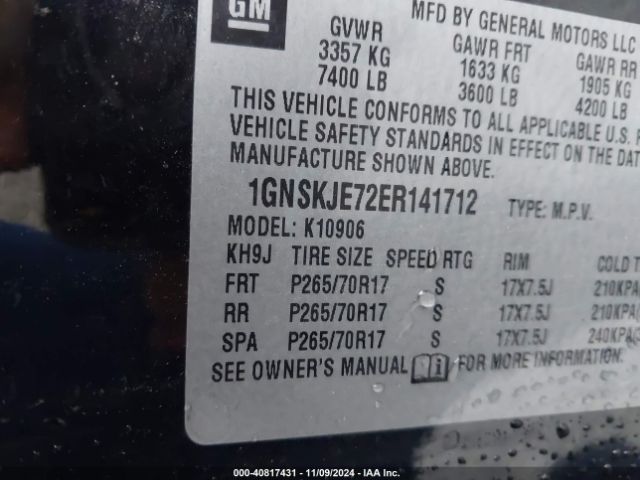 GM
MFD BY GENERAL MOTORS LLC
GVWR GAWR FRT GAWR RR
3357 KG 1633 KG 1905 KG
7400 LB 3600 LB 4200 LB
THIS VEHICLE CONFORMS TO ALL APPLICABLE U.S. F
VEHICLE SAFETY STANDARDS IN EFFECT ON THE DAT
MANUFACTURE SHOWN ABOVE.
1GNSKJE72ER141712 TYPE: M.P.V.
MODEL: K10906
KH9J TIRE SIZE SPEED RTG RIM COLD T
FRT P265/70R17 S 17X7.5J 210KPA(
RR P265/70R17 S 17X7.5J 210KPA(
SPA P265/70R17 S 17X7.5J 240KPA(
SEE OWNER'S MANUAL FOR MORE INFORMATION.
000-40817431 - 11/09/2024 - IAA Inc.